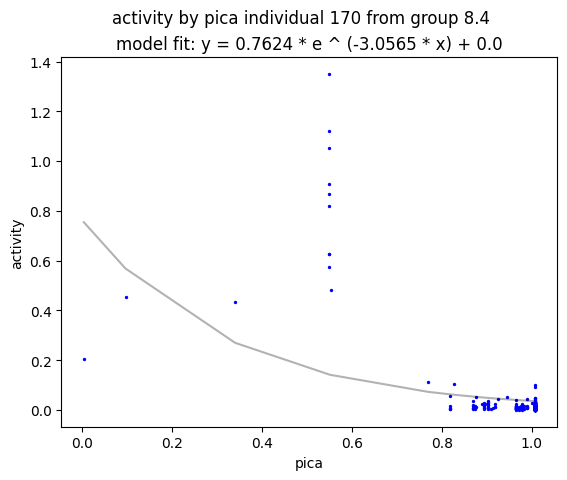 activity by pica individual 170 from group 8.4
model fit: y = 0.7624 * e ^ (-3.0565 * x) + 0.0
1.4
1.2
1.0
0.8
0.6
0.4
0.2
0.0
activity
0.0 0.2 0.4 0.6 0.8 1.0
pica